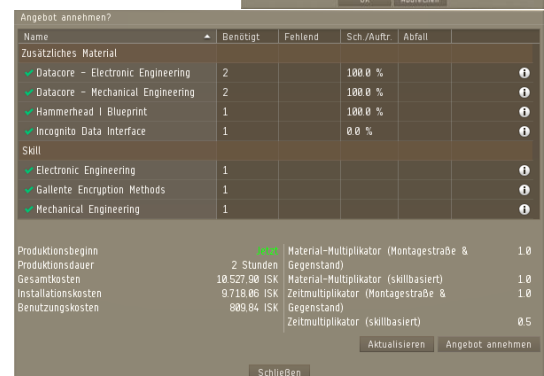 OK Abbrechen
Angebot annehmen?
Name Benötigt Fehlend Sch./Auftr. Abfall
Zusätzliches Material
Datacore - Electronic Engineering 2 100.0 %
Datacore - Mechanical Engineering 2 100.0 %
Hammerhead I Blueprint 1 100.0 %
Incognito Data Interface 1 0.0 %
Skill
Electronic Engineering 1
Gallente Encryption Methods 1
Mechanical Engineering 1
Produktionsbeginn Jetzt Material-Multiplikator (Montagestraße & 1.0
Produktionsdauer 2 Stunden Gegenstand)
Gesamtkosten 10.527,90 ISK Material-Multiplikator (skillbasiert) 1.0
Installationskosten 9.718,06 ISK Zeitmultiplikator (Montagestraße & 1.0
Benutzungskosten 809,84 ISK Gegenstand)
Zeitmultiplikator (skillbasiert) 0.5
Aktualisieren Angebot annehmen
Schließen